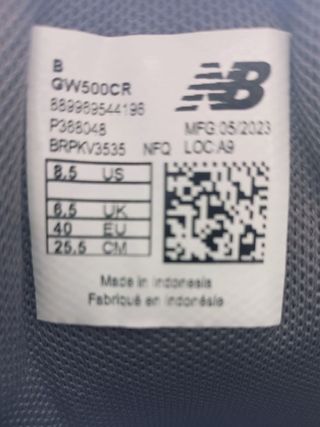 B
GW500CR
889969544196
P388048 MFG 05/2023
BRPKV3535 NFQ LOC A9
8.5 US
6.5 UK
40 EU
25.5 CM
NB
Made in Indonesia
Fabriqué en Indonésie